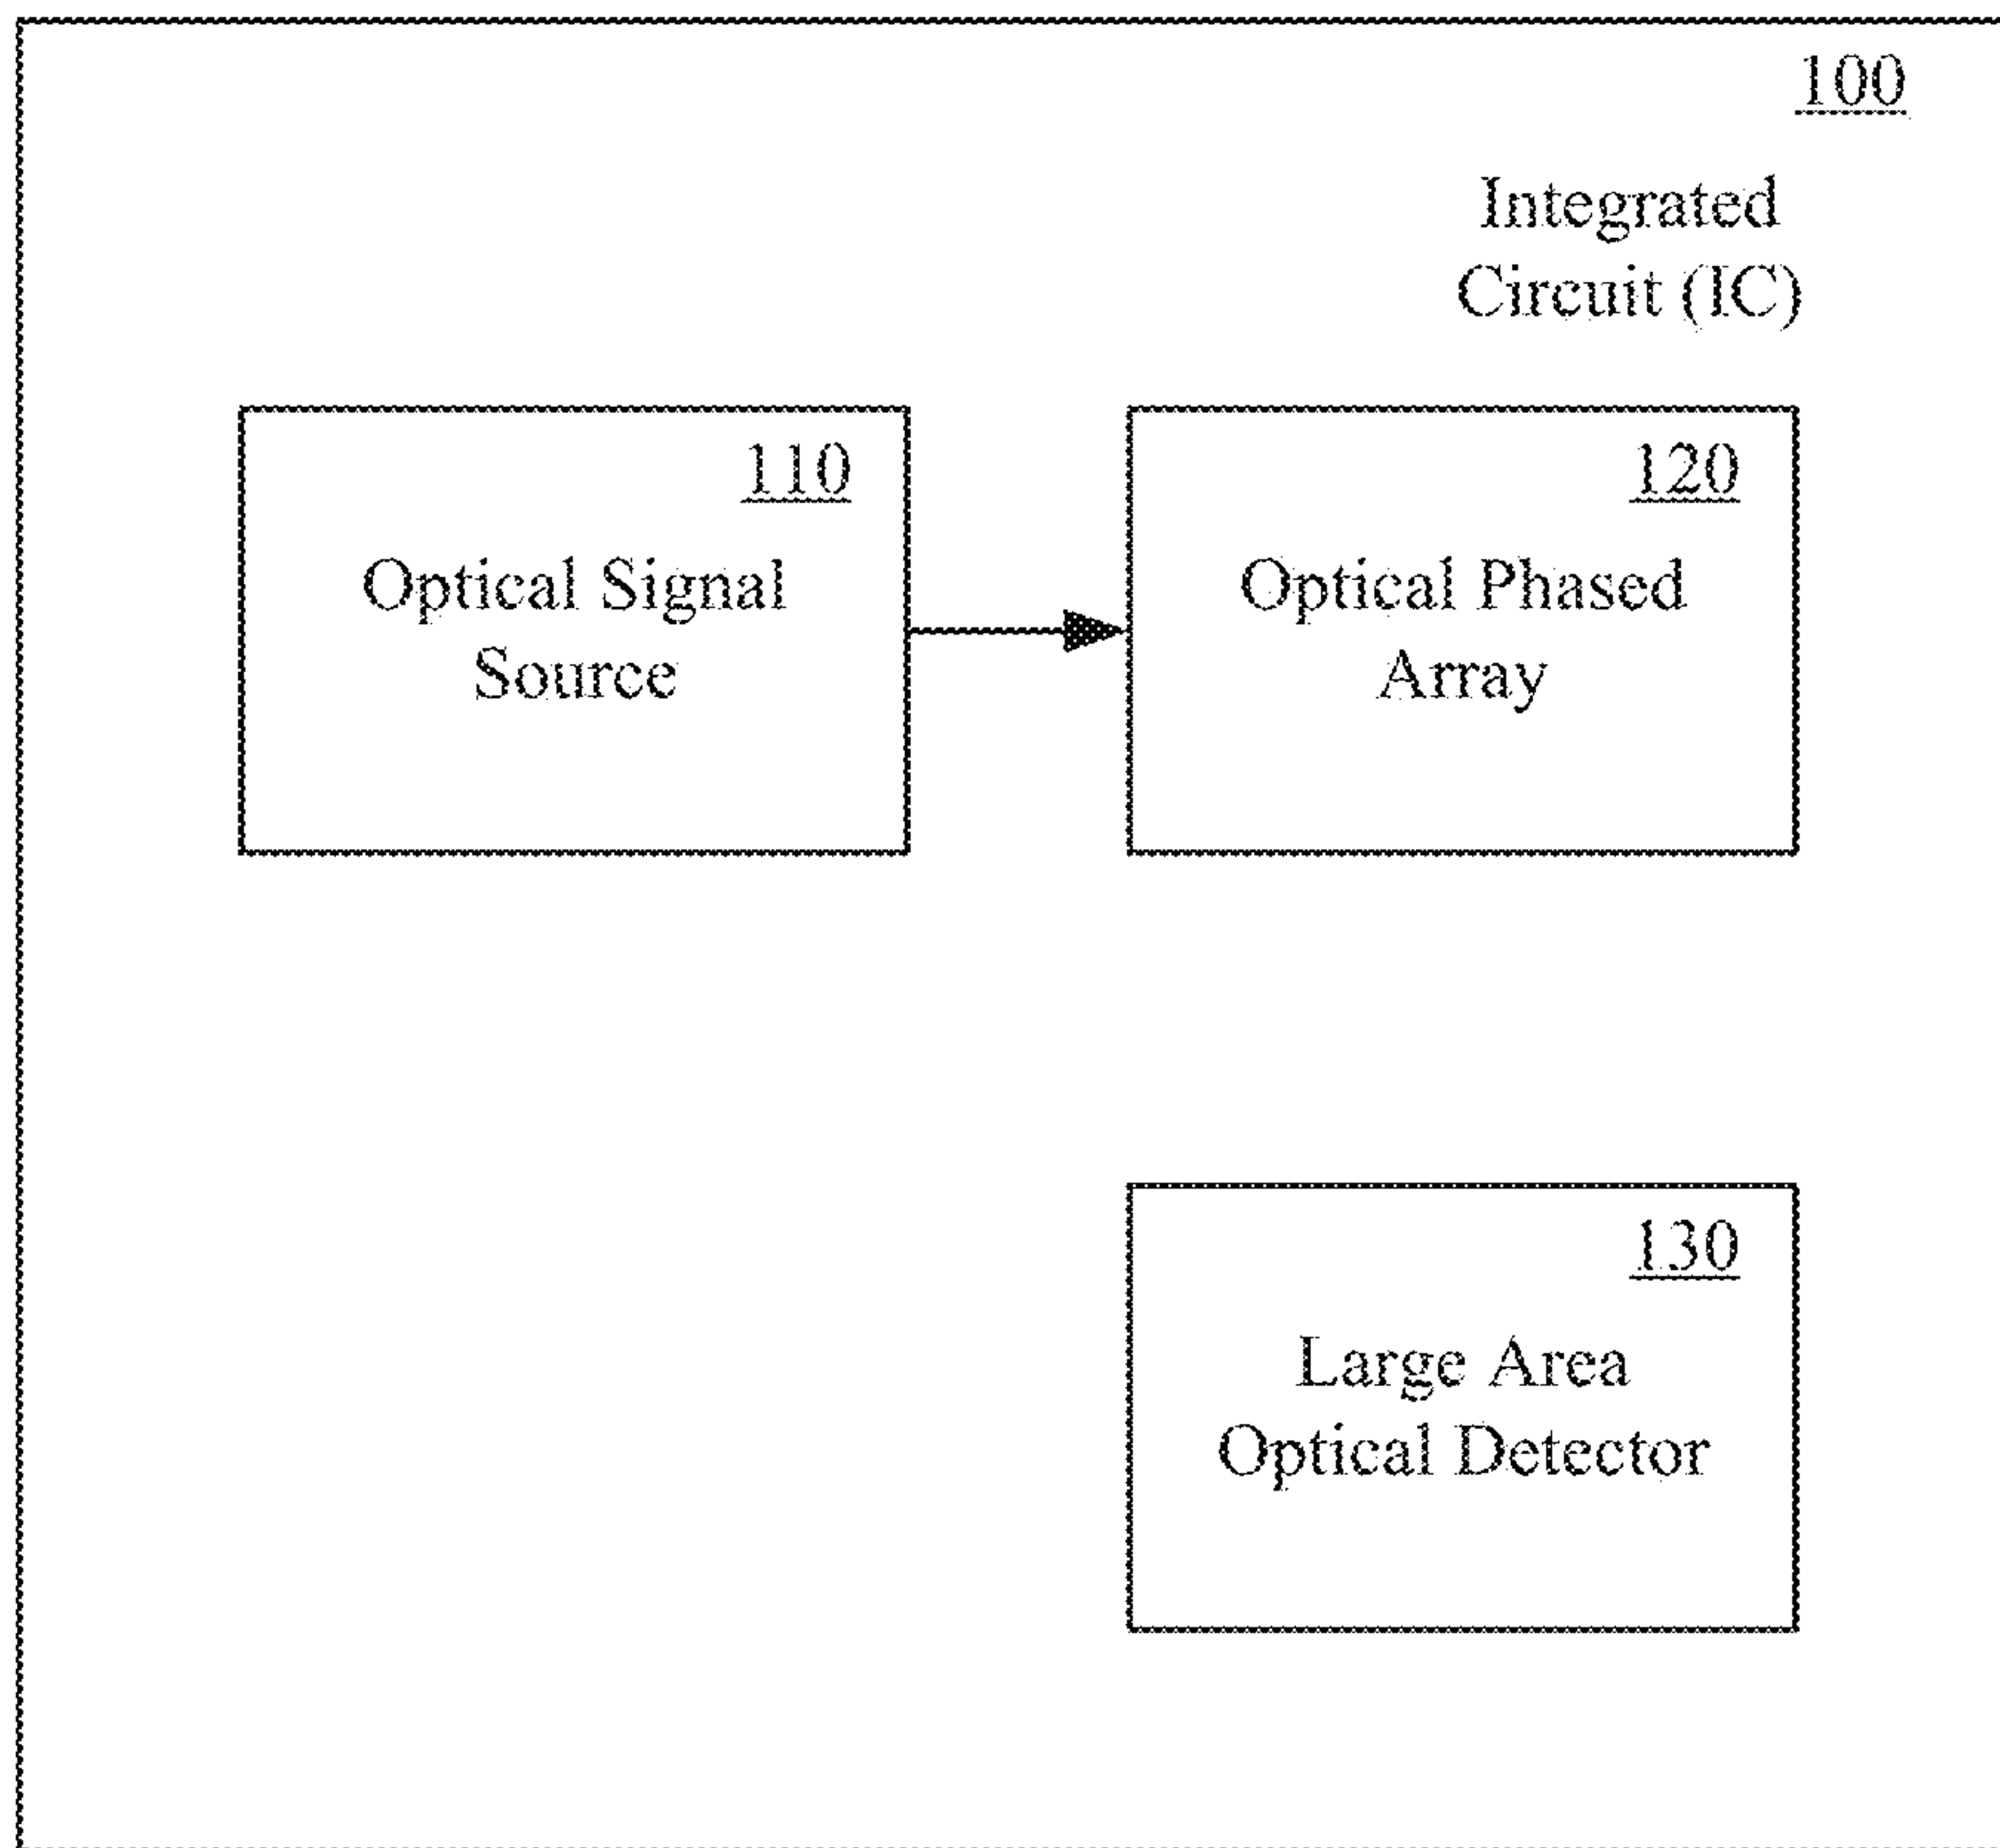 100
Integrated
Circuit (IC)
110
Optical Signal
Source
120
Optical Phased
Array
130
Large Area
Optical Detector